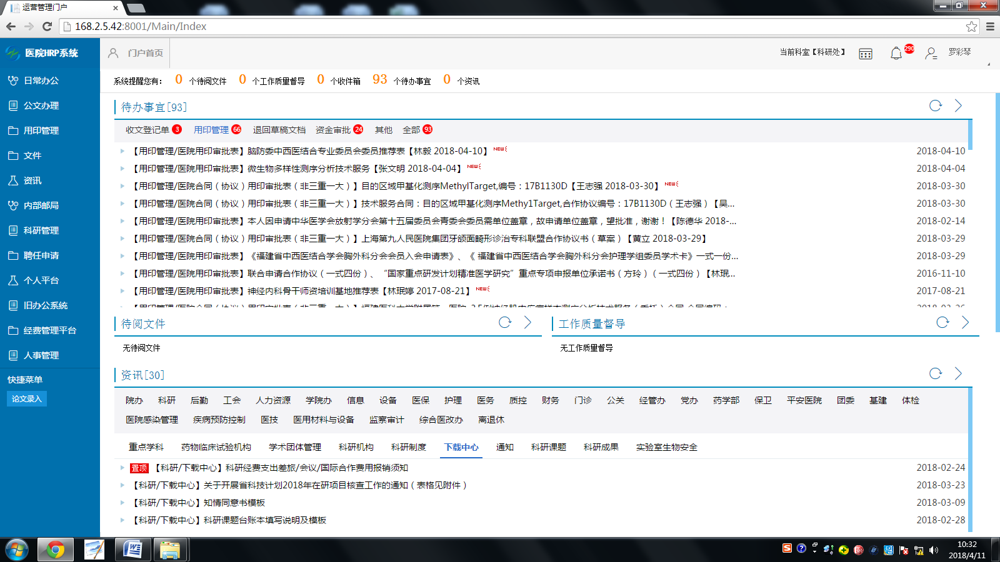 运营管理门户
168.2.5.42:8001/Main/Index
医院HRP系统
门户首页
当前科室【科研处】
290
罗彩琴
日常办公
公文办理
用印管理
文件
资讯
内部邮局
科研管理
聘任申请
个人平台
旧办公系统
经费管理平台
人事管理
快捷菜单
论文录入
系统提醒您有： 0 个待阅文件 0 个工作质量督导 0 个收件箱 93 个待办事宜 0 个资讯
待办事宜[93]
收文登记单 3 用印管理 66 退回草稿文档 资金审批 24 其他 全部 93
【用印管理/医院用印审批表】脑防委中西医结合专业委员会委员推荐表【林毅 2018-04-10】 NEW 2018-04-10
【用印管理/医院用印审批表】微生物多样性测序分析技术服务【张文明 2018-04-04】 NEW 2018-04-04
【用印管理/医院合同（协议）用印审批表（非三重一大）】目的区域甲基化测序MethylTarget,编号：17B1130D【王志强 2018-03-30】 NEW 2018-03-30
【用印管理/医院合同（协议）用印审批表（非三重一大）】技术服务合同：目的区域甲基化测序Methy1Target,合作协议编号：17B1130D（王志强）【吴... 2018-03-30
【用印管理/医院用印审批表】本人因申请中华医学会放射学分会第十五届委员会青委会委员需单位盖章，故申请单位盖章，望批准，谢谢！【陈德华 2018-... 2018-02-14
【用印管理/医院合同（协议）用印审批表（非三重一大）】上海第九人民医院集团牙颌面畸形诊治专科联盟合作协议书（草案）【黄立 2018-03-29】 2018-03-29
【用印管理/医院用印审批表】《福建省中西医结合学会胸外科分会会员入会申请表》、《 福建省中西医结合学会胸外科分会护理学组委员学术卡》一式一份... 2018-03-29
【用印管理/医院用印审批表】联合申请合作协议（一式四份）、“国家重点研发计划精准医学研究”重点专项申报单位承诺书（方玲）（一式四份）【林珉... 2016-11-10
【用印管理/医院用印审批表】神经内科骨干师资培训基地推荐表【林珉婷 2017-08-21】 NEW 2017-08-21
待阅文件
无待阅文件
工作质量督导
无工作质量督导
资讯[30]
院办 科研 后勤 工会 人力资源 学院办 信息 设备 医保 护理 医务 质控 财务 门诊 公关 经管办 党办 药学部 保卫 平安医院 团委 基建 体检
医院感染管理 疾病预防控制 医技 医用材料与设备 监察审计 综合医改办 离退休
重点学科 药物临床试验机构 学术团体管理 科研机构 科研制度 下载中心 通知 科研课题 科研成果 实验室生物安全
置顶 【科研/下载中心】科研经费支出差旅/会议/国际合作费用报销须知 2018-02-24
【科研/下载中心】关于开展省科技计划2018年在研项目核查工作的通知（表格见附件） 2018-03-23
【科研/下载中心】知情同意书模板 2018-03-09
【科研/下载中心】科研课题台账本填写说明及模板 2018-02-28
10:32
2018/4/11